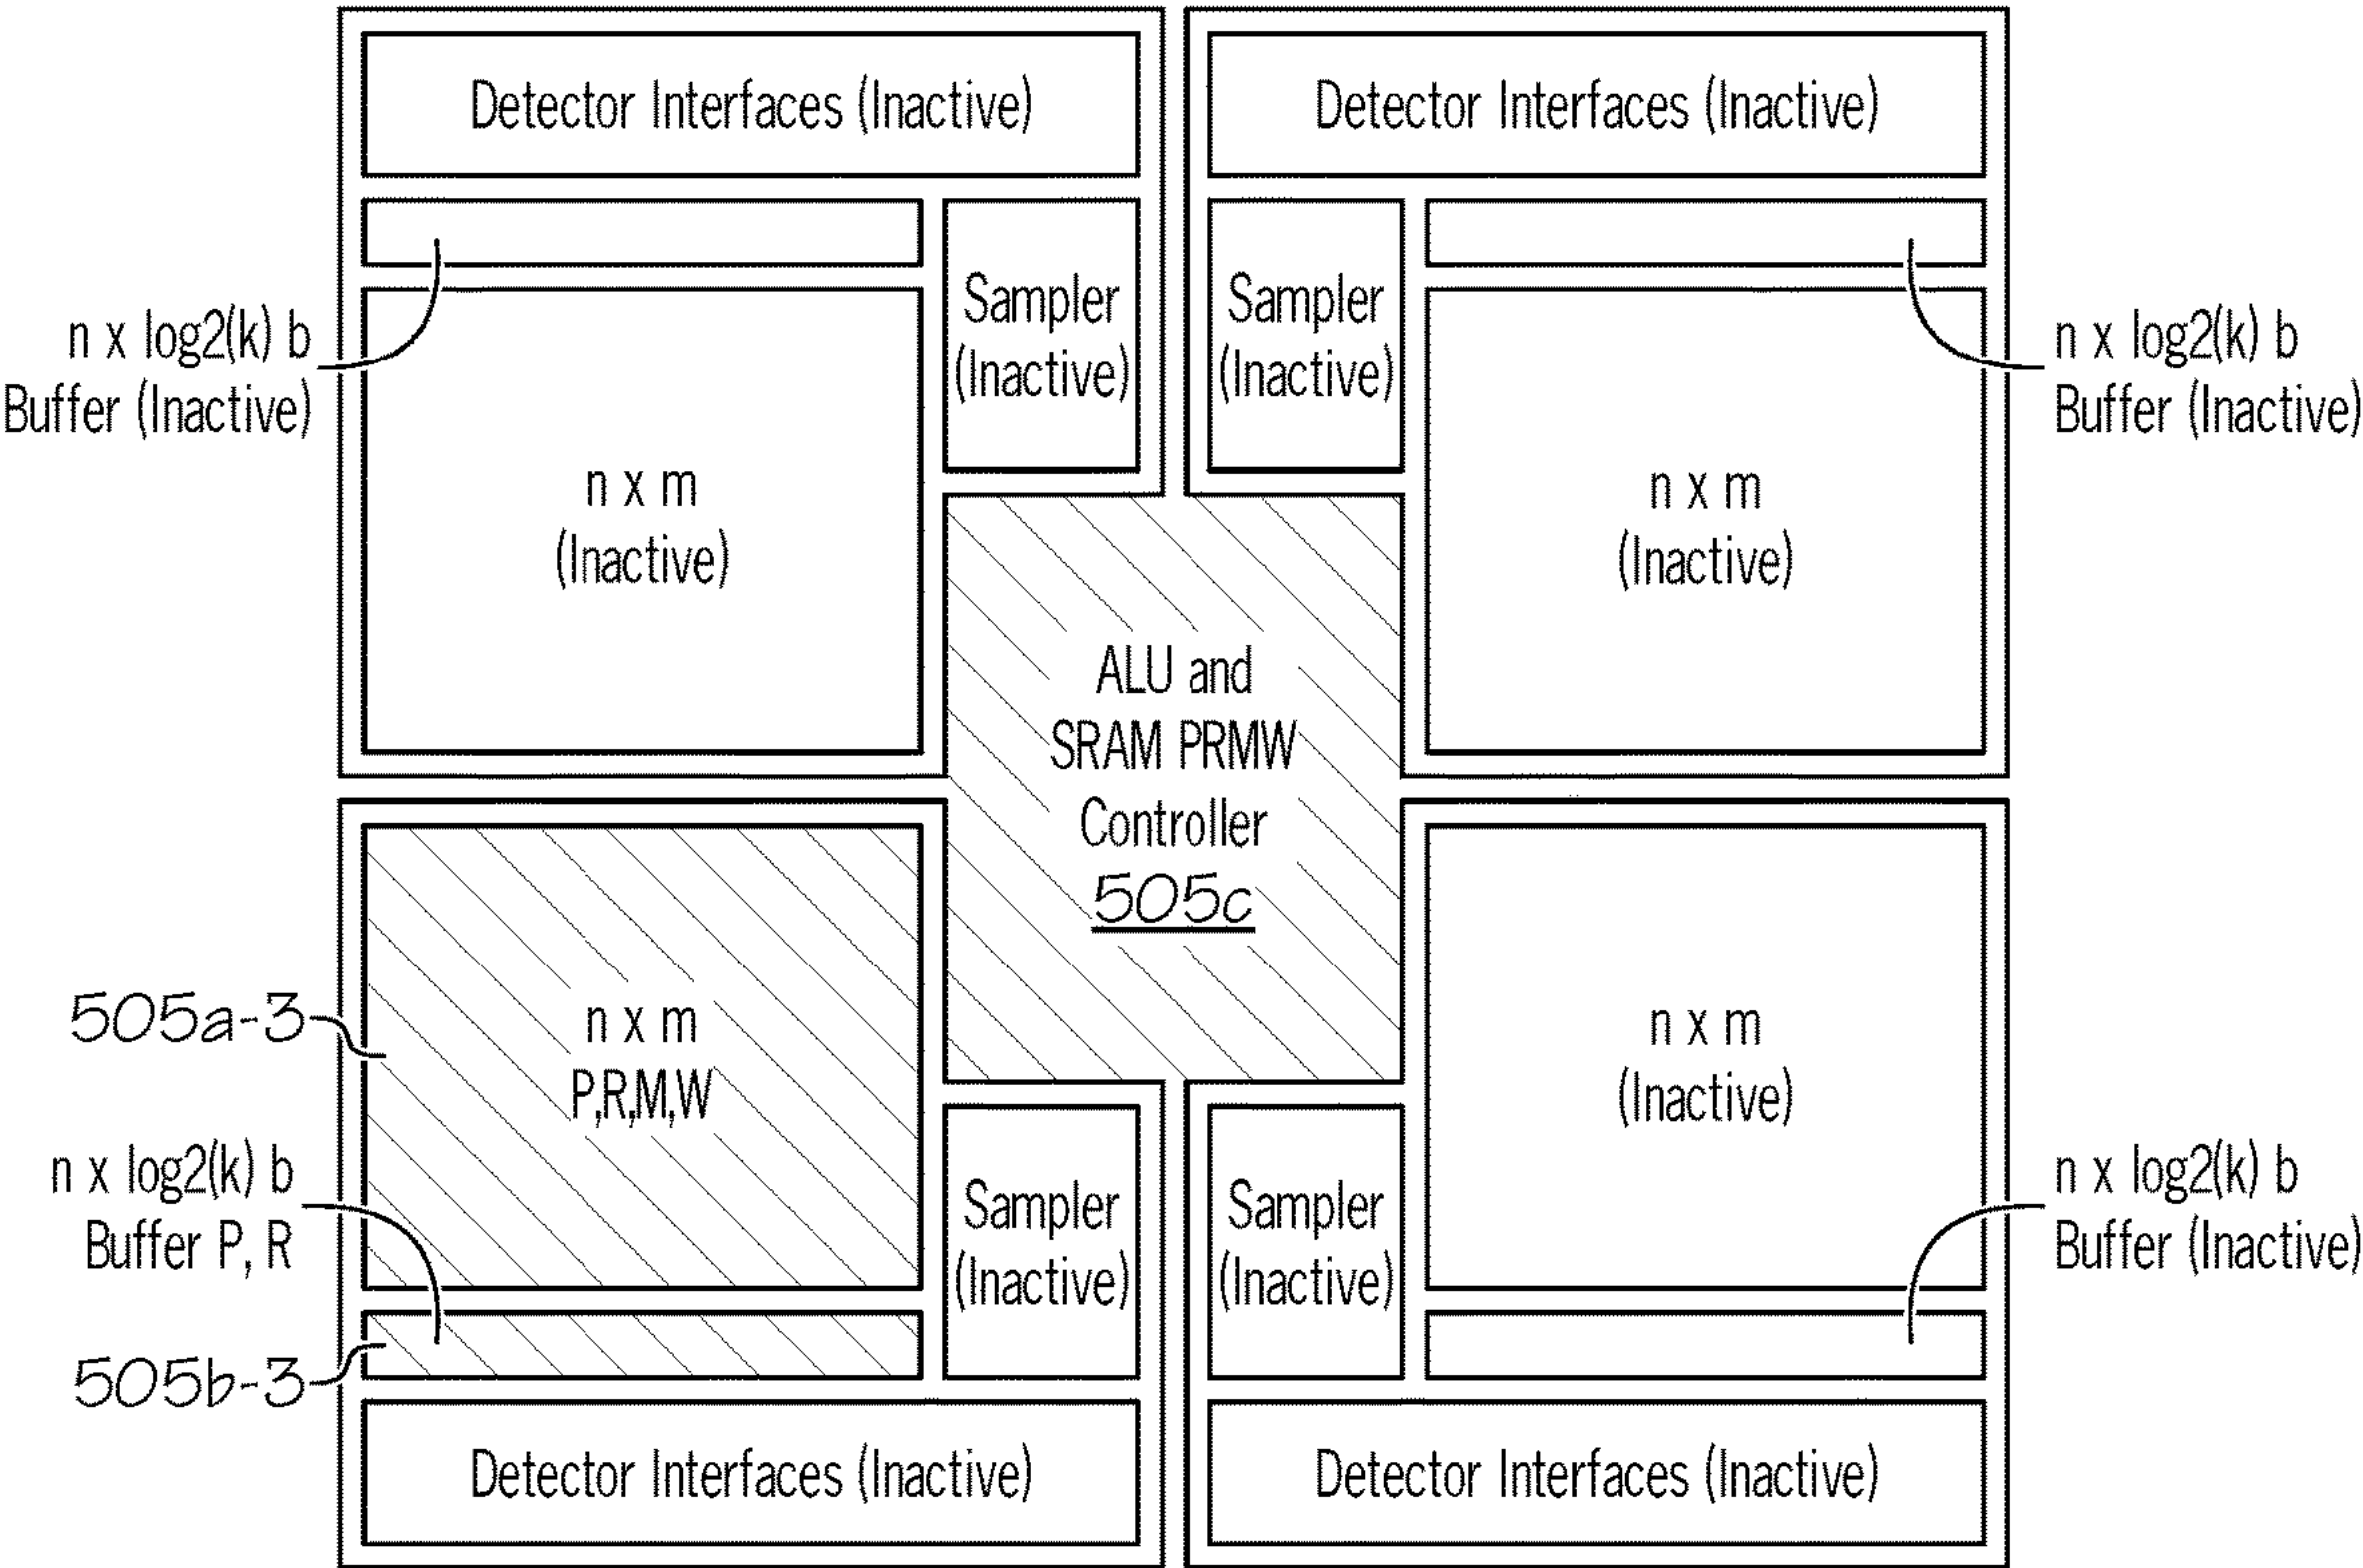 Detector Interfaces (Inactive)
Detector Interfaces (Inactive)
n x log2(k) b
Buffer (Inactive)
Sampler
(Inactive)
Sampler
(Inactive)
n x log2(k) b
Buffer (Inactive)
n x m
(Inactive)
n x m
(Inactive)
ALU and
SRAM PRMW
Controller
505c
505a-3
n x m
P,R,M,W
n x m
(Inactive)
n x log2(k) b
Buffer P, R
Sampler
(Inactive)
Sampler
(Inactive)
n x log2(k) b
Buffer (Inactive)
505b-3
Detector Interfaces (Inactive)
Detector Interfaces (Inactive)